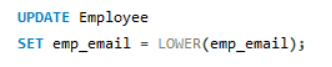 UPDATE Employee
SET emp_email = LOWER(emp_email);